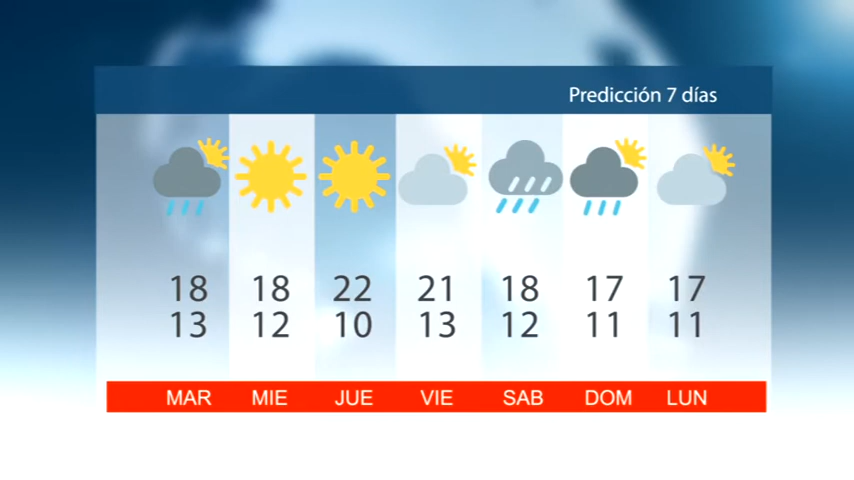 Predicción 7 días
18 18 22 21 18 17 17
13 12 10 13 12 11 11
MAR MIE JUE VIE SAB DOM LUN